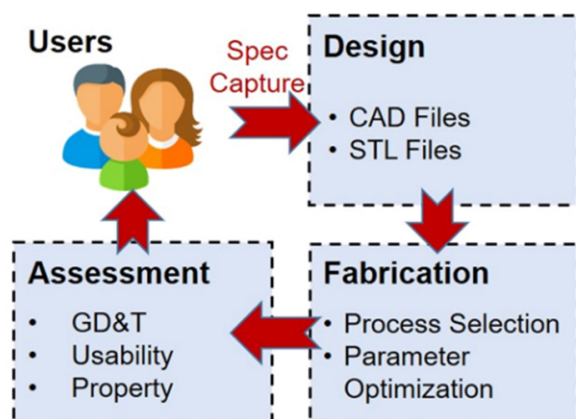 Users
Spec
Capture
Design
• CAD Files
• STL Files
Assessment
• GD&T
• Usability
• Property
Fabrication
• Process Selection
• Parameter
Optimization